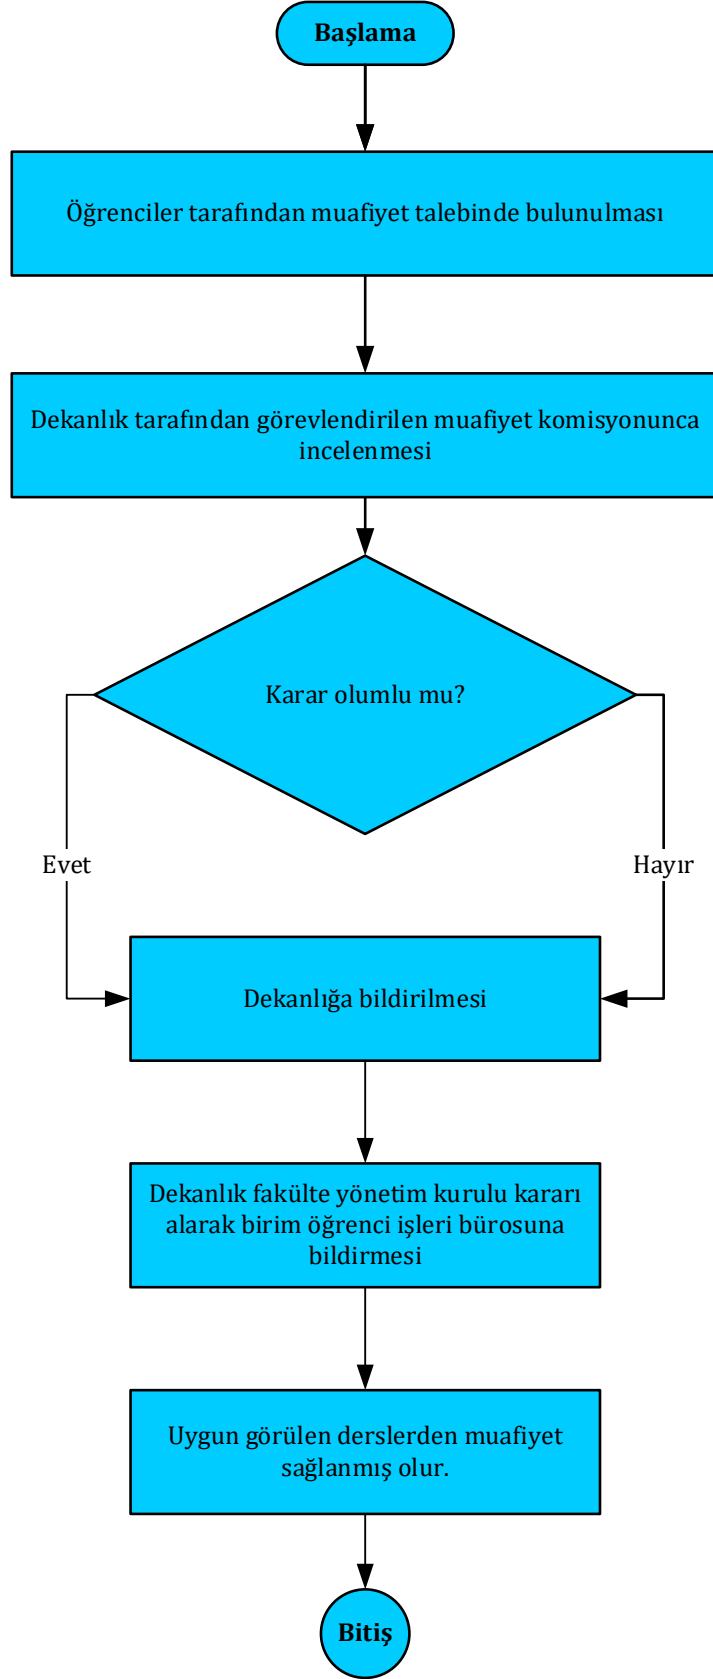 Başlama
Öğrenciler tarafından muafiyet talebinde bulunulması
Dekanlık tarafından görevlendirilen muafiyet komisyonunca
incelenmesi
Karar olumlu mu?
Evet
Hayır
Dekanlığa bildirilmesi
Dekanlık fakülte yönetim kurulu kararı
alarak birim öğrenci işleri bürosuna
bildirmesi
Uygun görülen derslerden muafiyet
sağlanmış olur.
Bitiş